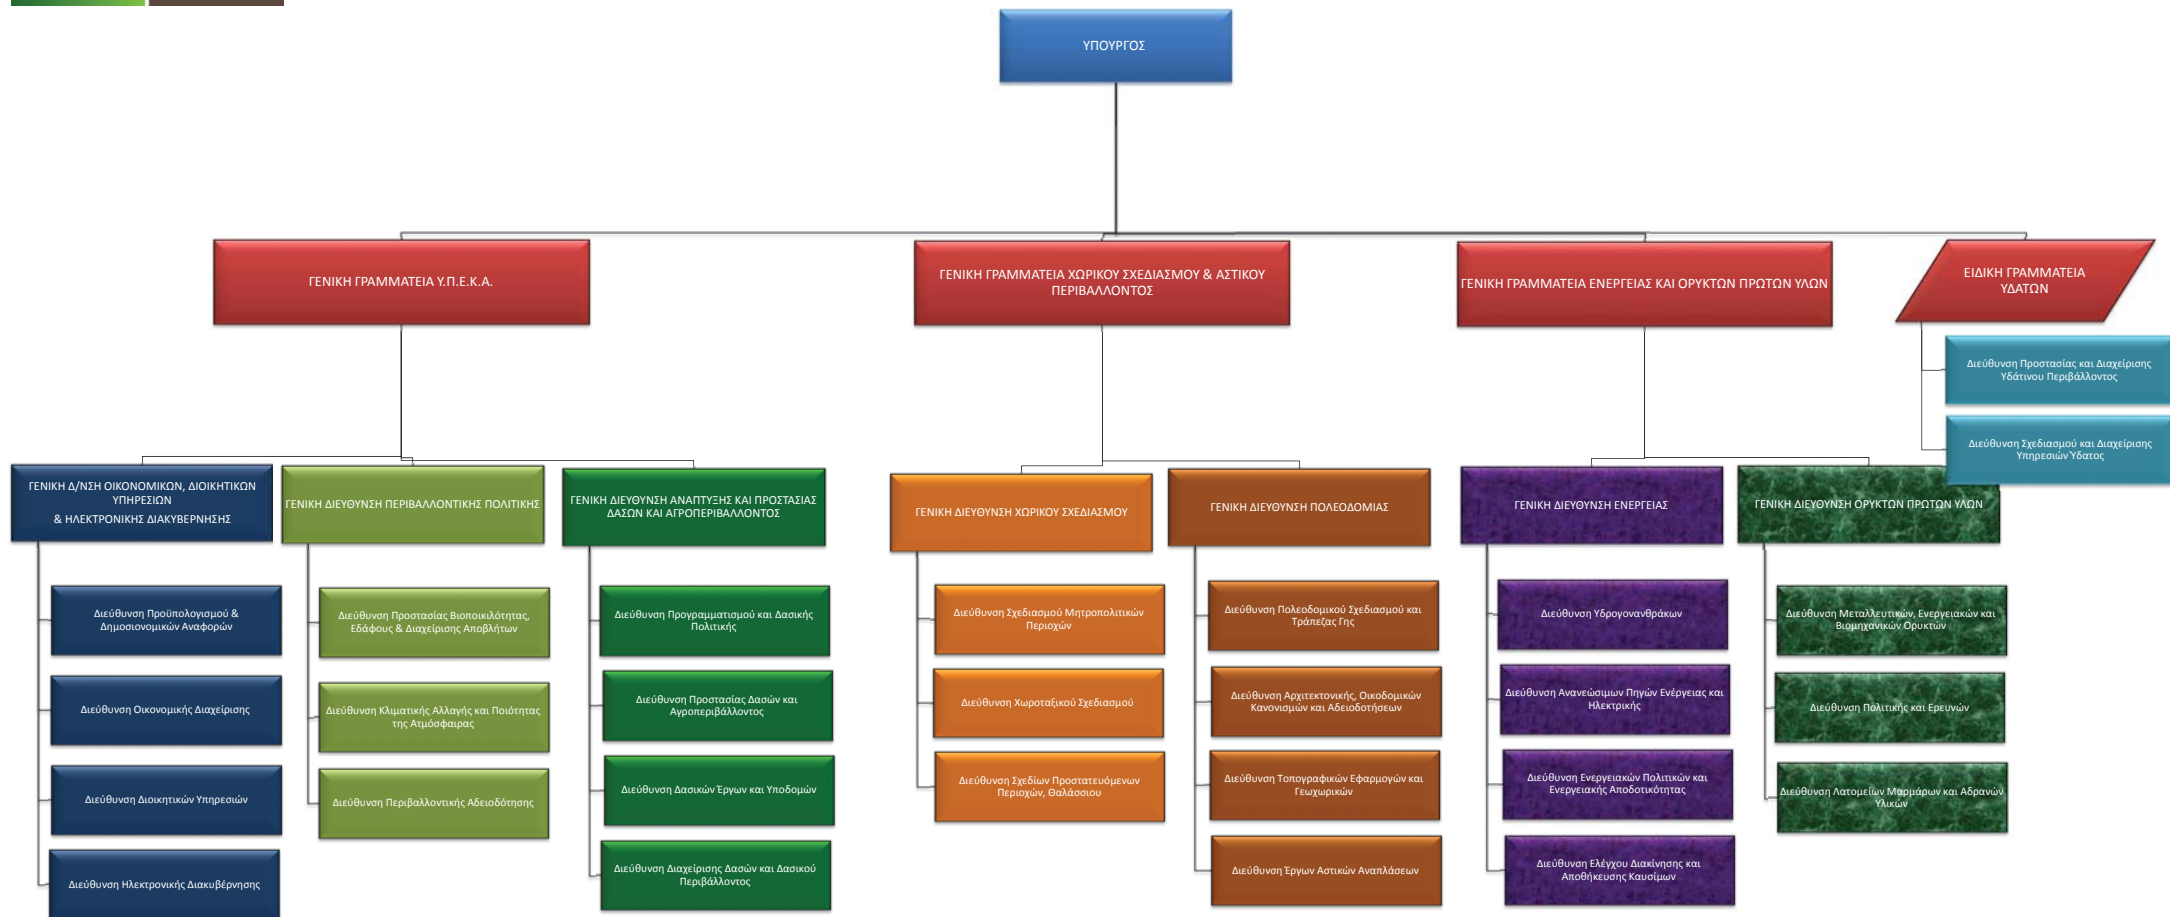 ΥΠΟΥΡΓΟΣ
ΓΕΝΙΚΗ ΓΡΑΜΜΑΤΕΙΑ Υ.Π.Ε.Κ.Α.
ΓΕΝΙΚΗ ΓΡΑΜΜΑΤΕΙΑ ΧΩΡΙΚΟΥ ΣΧΕΔΙΑΣΜΟΥ & ΑΣΤΙΚΟΥ
ΠΕΡΙΒΑΛΛΟΝΤΟΣ
ΓΕΝΙΚΗ ΓΡΑΜΜΑΤΕΙΑ ΕΝΕΡΓΕΙΑΣ ΚΑΙ ΟΡΥΚΤΩΝ ΠΡΩΤΩΝ ΥΛΩΝ
ΕΙΔΙΚΗ ΓΡΑΜΜΑΤΕΙΑ
ΥΔΑΤΩΝ
Διεύθυνση Προστασίας και Διαχείρισης
Υδάτινου Περιβάλλοντος
Διεύθυνση Σχεδιασμού και Διαχείρισης
Υπηρεσιών Ύδατος
ΓΕΝΙΚΗ Δ/ΝΣΗ ΟΙΚΟΝΟΜΙΚΩΝ, ΔΙΟΙΚΗΤΙΚΩΝ
ΥΠΗΡΕΣΙΩΝ
& ΗΛΕΚΤΡΟΝΙΚΗΣ ΔΙΑΚΥΒΕΡΝΗΣΗΣ
Διεύθυνση Προϋπολογισμού &
Δημοσιονομικών Αναφορών
Διεύθυνση Οικονομικής Διαχείρισης
Διεύθυνση Διοικητικών Υπηρεσιών
Διεύθυνση Ηλεκτρονικής Διακυβέρνησης
ΓΕΝΙΚΗ ΔΙΕΥΘΥΝΣΗ ΠΕΡΙΒΑΛΛΟΝΤΙΚΗΣ ΠΟΛΙΤΙΚΗΣ
Διεύθυνση Προστασίας Βιοποικιλότητας,
Εδάφους & Διαχείρισης Αποβλήτων
Διεύθυνση Κλιματικής Αλλαγής και Ποιότητας
της Ατμόσφαιρας
Διεύθυνση Περιβαλλοντικής Αδειοδότησης
ΓΕΝΙΚΗ ΔΙΕΥΘΥΝΣΗ ΑΝΑΠΤΥΞΗΣ ΚΑΙ ΠΡΟΣΤΑΣΙΑΣ
ΔΑΣΩΝ ΚΑΙ ΑΓΡΟΠΕΡΙΒΑΛΛΟΝΤΟΣ
Διεύθυνση Προγραμματισμού και Δασικής
Πολιτικής
Διεύθυνση Προστασίας Δασών και
Αγροπεριβάλλοντος
Διεύθυνση Δασικών Έργων και Υποδομών
Διεύθυνση Διαχείρισης Δασών και Δασικού
Περιβάλλοντος
ΓΕΝΙΚΗ ΔΙΕΥΘΥΝΣΗ ΧΩΡΙΚΟΥ ΣΧΕΔΙΑΣΜΟΥ
Διεύθυνση Σχεδιασμού Μητροπολιτικών
Περιοχών
Διεύθυνση Χωροταξικού Σχεδιασμού
Διεύθυνση Σχεδίων Προστατευόμενων
Περιοχών, Θαλάσσιου
ΓΕΝΙΚΗ ΔΙΕΥΘΥΝΣΗ ΠΟΛΕΟΔΟΜΙΑΣ
Διεύθυνση Πολεοδομικού Σχεδιασμού και
Τράπεζας Γης
Διεύθυνση Αρχιτεκτονικής, Οικοδομικών
Κανονισμών και Αδειοδοτήσεων
Διεύθυνση Τοπογραφικών Εφαρμογών και
Γεωχωρικών
Διεύθυνση Έργων Αστικών Αναπλάσεων
ΓΕΝΙΚΗ ΔΙΕΥΘΥΝΣΗ ΕΝΕΡΓΕΙΑΣ
Διεύθυνση Υδρογονανθράκων
Διεύθυνση Ανανεώσιμων Πηγών Ενέργειας και
Ηλεκτρικής
Διεύθυνση Ενεργειακών Πολιτικών και
Ενεργειακής Αποδοτικότητας
Διεύθυνση Ελέγχου Διακίνησης και
Αποθήκευσης Καυσίμων
ΓΕΝΙΚΗ ΔΙΕΥΘΥΝΣΗ ΟΡΥΚΤΩΝ ΠΡΩΤΩΝ ΥΛΩΝ
Διεύθυνση Μεταλλευτικών, Ενεργειακών και
Βιομηχανικών Ορυκτών
Διεύθυνση Πολιτικής και Ερευνών
Διεύθυνση Λατομείων Μαρμάρων και Αδρανών
Υλικών